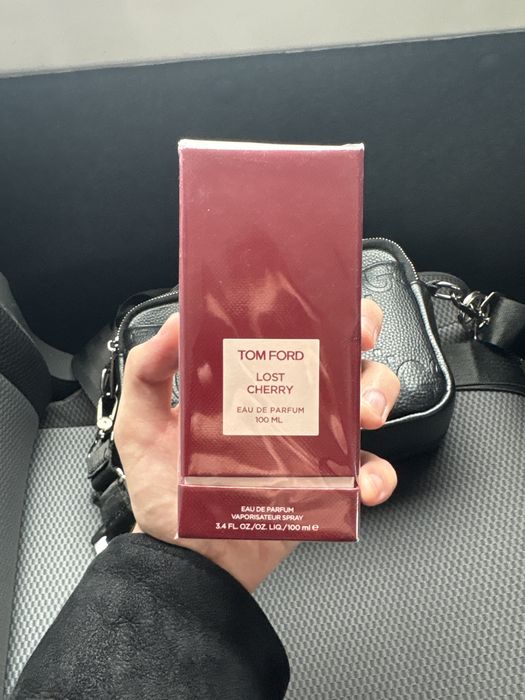 TOM FORD
LOST
CHERRY
EAU DE PARFUM
100 ML
EAU DE PARFUM
VAPORISATEUR SPRAY
3.4 FL. OZ./OZ. LIQ./100 ml ℮